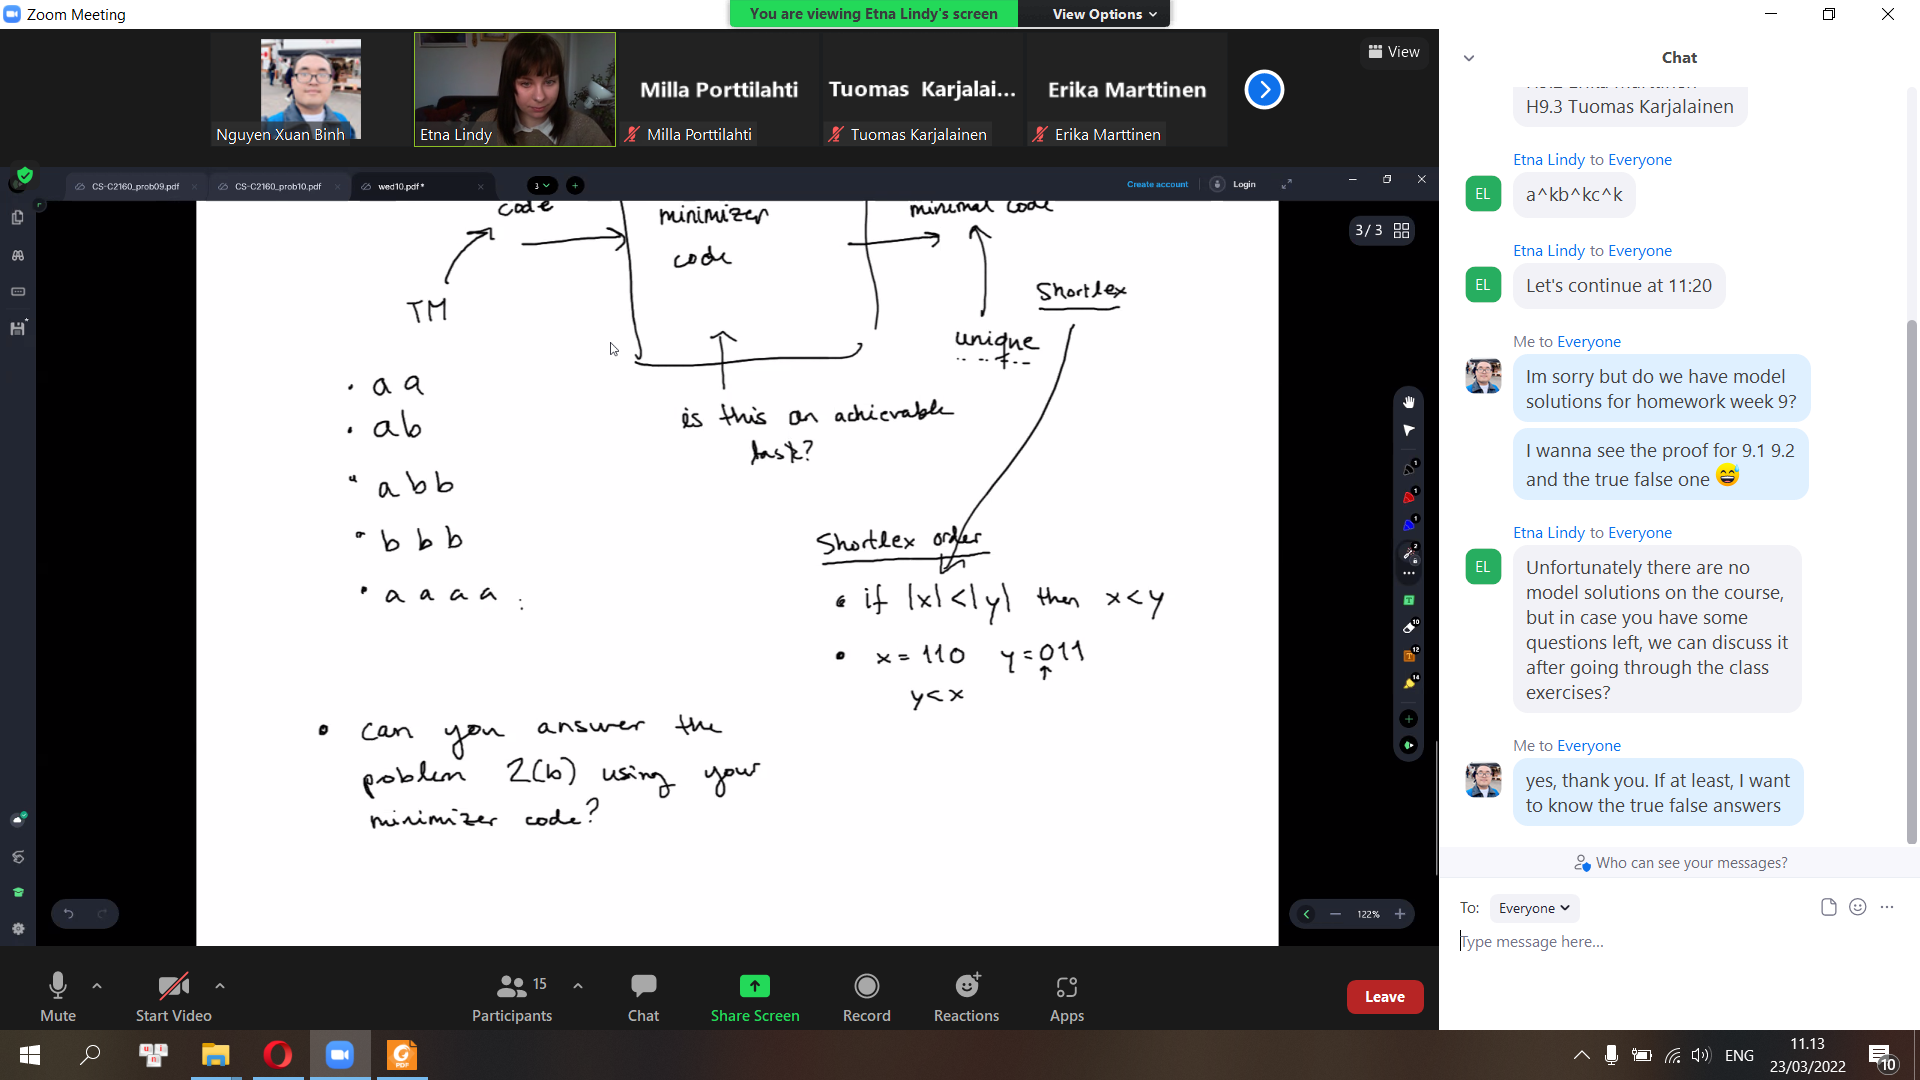 Zoom Meeting
You are viewing Etna Lindy's screen
View Options
View
Nguyen Xuan Binh
Etna Lindy
Milla Porttilahti
Milla Porttilahti
Tuomas Karjalai...
Tuomas Karjalainen
Erika Marttinen
Erika Marttinen
CS-C2160_prob09.pdf
CS-C2160_prob10.pdf
wed10.pdf *
3
Create account
Login
3 / 3
code
minimizer
code
minimal code
TM
Shortlex
unique
is this an achievable
task?
• a a
• ab
• abb
• bbb
• a a a a :
Shortlex order
• if |x|<|y| then x<y
• x = 110 y = 011
y < x
• can you answer the
problem 2(b) using your
minimizer code?
122%
Mute
Start Video
Participants
15
Chat
Share Screen
Record
Reactions
Apps
Leave
Chat
H9.3 Tuomas Karjalainen
Etna Lindy to Everyone
EL
a^kb^kc^k
Etna Lindy to Everyone
EL
Let's continue at 11:20
Me to Everyone
Im sorry but do we have model
solutions for homework week 9?
I wanna see the proof for 9.1 9.2
and the true false one 😅
Etna Lindy to Everyone
EL
Unfortunately there are no
model solutions on the course,
but in case you have some
questions left, we can discuss it
after going through the class
exercises?
Me to Everyone
yes, thank you. If at least, I want
to know the true false answers
Who can see your messages?
To: Everyone
Type message here...
ENG
11.13
23/03/2022
10